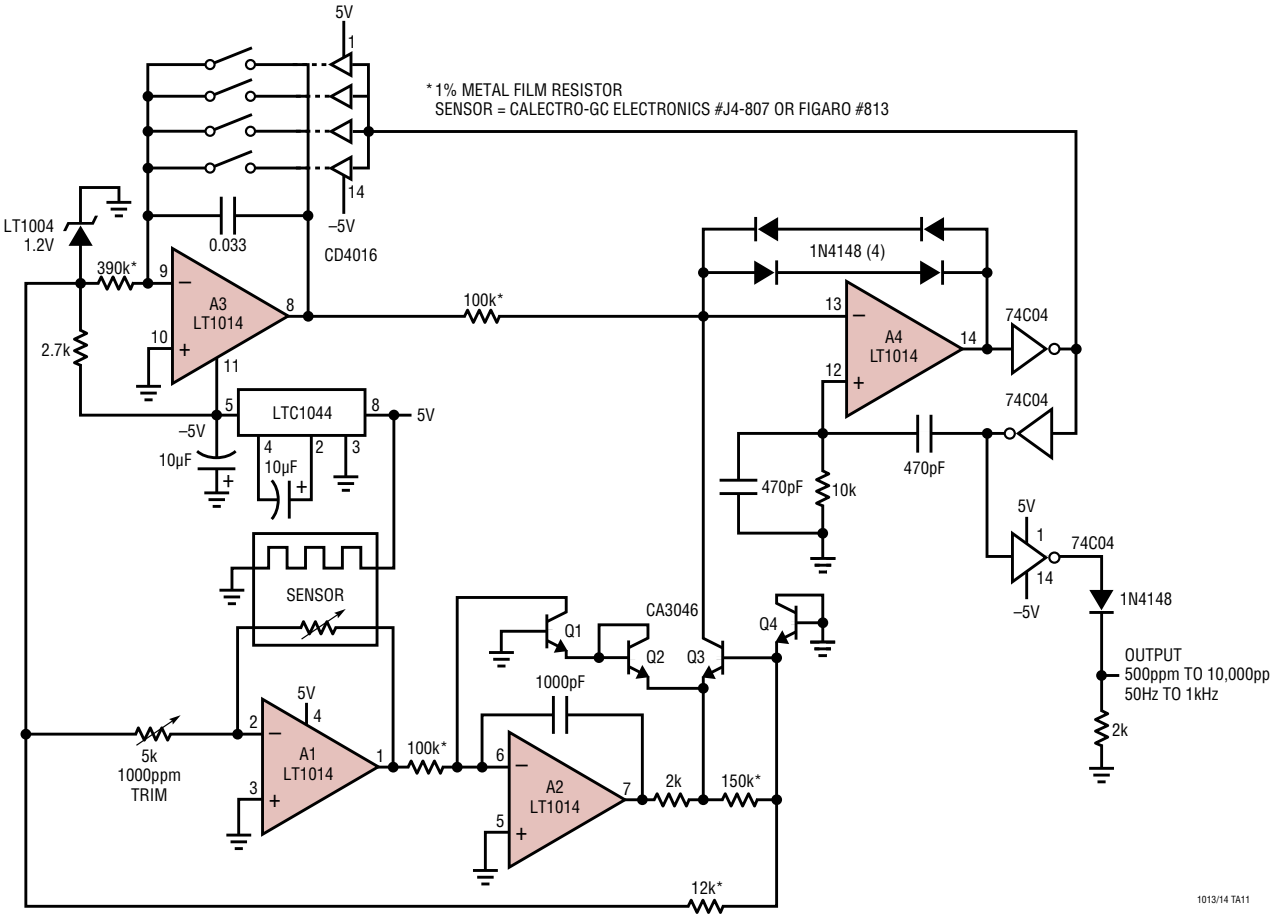 5V
1
* 1% METAL FILM RESISTOR
SENSOR = CALECTRO-GC ELECTRONICS #J4-807 OR FIGARO #813
14
–5V
CD4016
LT1004
1.2V
0.033
390k*
9
–
A3
LT1014
8
10
+
11
2.7k
100k*
1N4148 (4)
13
–
A4
LT1014
14
12
+
74C04
74C04
5
LTC1044
8
5V
–5V
4
2
3
10µF
+
10µF
+
470pF
470pF
10k
5V
1
74C04
14
–5V
1N4148
OUTPUT
500ppm TO 10,000pp
50Hz TO 1kHz
2k
SENSOR
CA3046
Q1
Q2
Q3
Q4
1000pF
5k
1000ppm
TRIM
5V
4
2
–
A1
LT1014
1
3
+
100k*
6
–
A2
LT1014
7
5
+
2k
150k*
12k*
1013/14 TA11